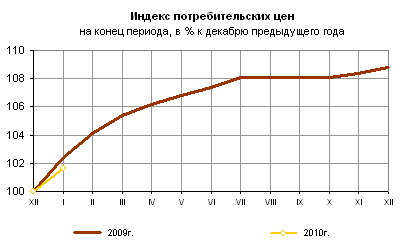 Индекс потребительских цен
на конец периода, в % к декабрю предыдущего года
110
108
106
104
102
100
XII I II III IV V VI VII VIII IX X XI XII
2009г. 2010г.